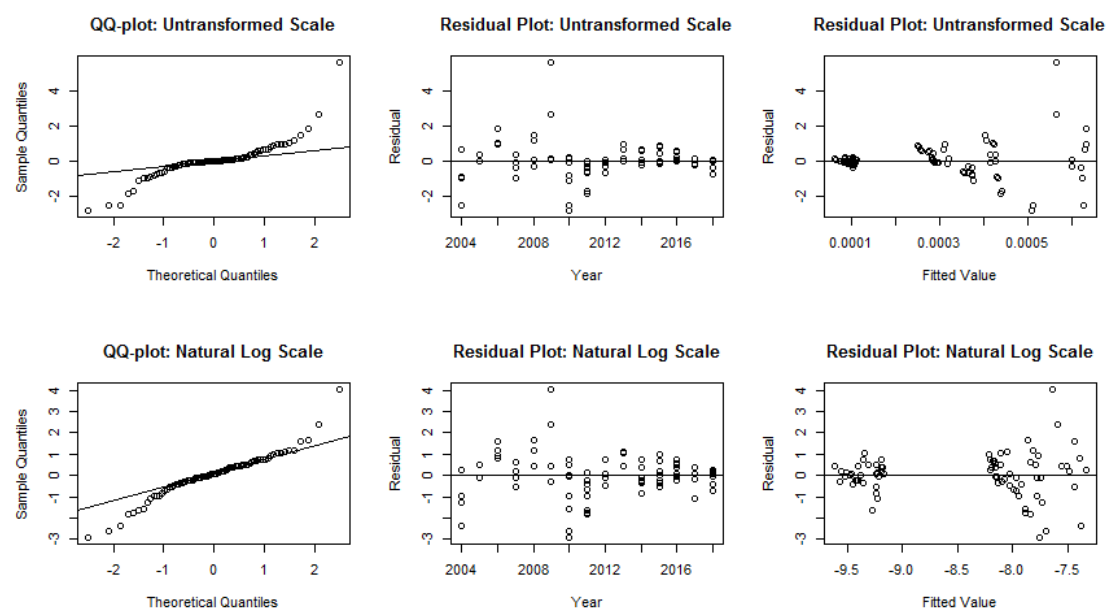 QQ-plot: Untransformed Scale
Sample Quantiles
4
2
0
-2
-2 -1 0 1 2
Theoretical Quantiles
Residual Plot: Untransformed Scale
Residual
4
2
0
-2
2004 2008 2012 2016
Year
Residual Plot: Untransformed Scale
Residual
4
2
0
-2
0.0001 0.0003 0.0005
Fitted Value
QQ-plot: Natural Log Scale
Sample Quantiles
4
3
2
1
0
-1
-3
-2 -1 0 1 2
Theoretical Quantiles
Residual Plot: Natural Log Scale
Residual
4
3
2
1
0
-1
-3
2004 2008 2012 2016
Year
Residual Plot: Natural Log Scale
Residual
4
3
2
1
0
-1
-3
-9.5 -9.0 -8.5 -8.0 -7.5
Fitted Value